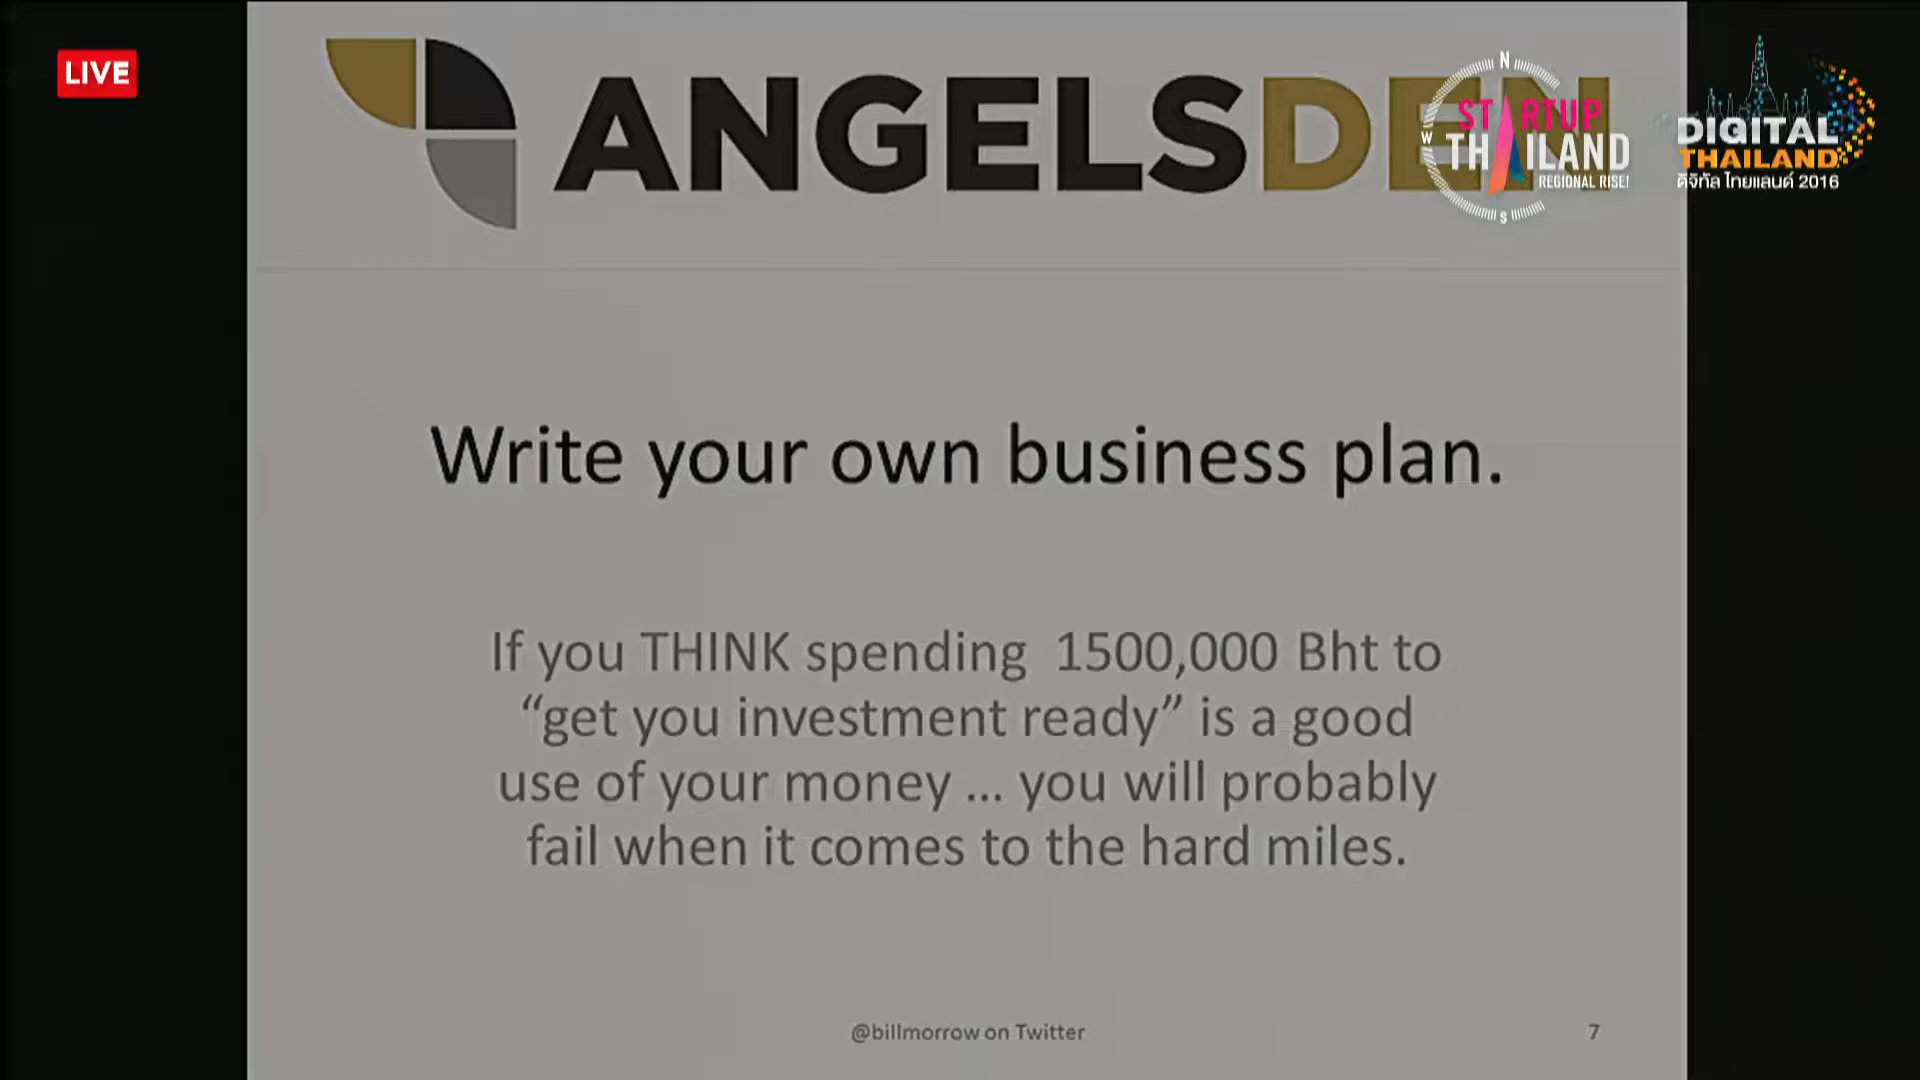 LIVE
ANGELSDEN
N
W
S
STARTUP
THAILAND
REGIONAL RISE!
DIGITAL
THAILAND
ดิจิทัล ไทยแลนด์ 2016
Write your own business plan.
If you THINK spending  1500,000 Bht to
“get you investment ready” is a good
use of your money ... you will probably
fail when it comes to the hard miles.
@billmorrow on Twitter
7